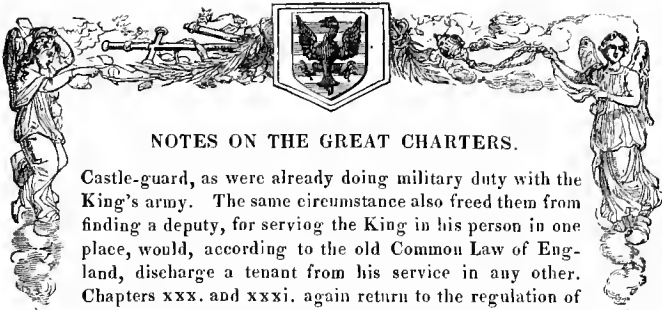 NOTES ON THE GREAT CHARTERS.
Castle-guard, as were already doing military duty with the
King's army. The same circumstance also freed them from
finding a deputy, for serving the King in his person in one
place, would, according to the old Common Law of Eng-
land, discharge a tenant from his service in any other.
Chapters xxx. and xxxi. again return to the regulation of